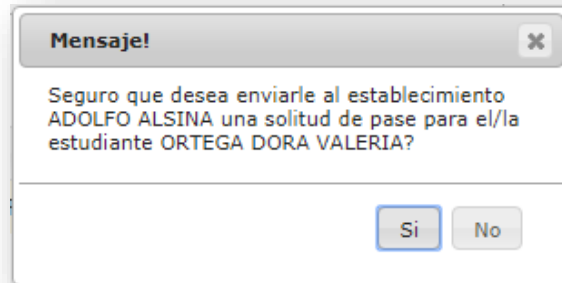 Mensaje!
Seguro que desea enviarle al establecimiento
ADOLFO ALSINA una solitud de pase para el/la
estudiante ORTEGA DORA VALERIA?
Si No